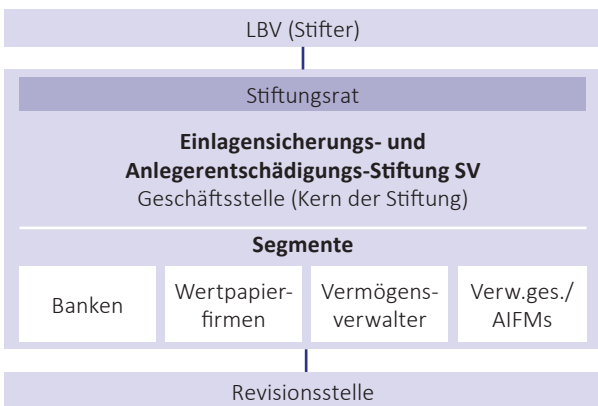 LBV (Stifter)
Stiftungsrat
Einlagensicherungs- und
Anlegerentschädigungs-Stiftung SV
Geschäftsstelle (Kern der Stiftung)
Segmente
Banken
Wertpapier-
firmen
Vermögens-
verwalter
Verw.ges./
AIFMs
Revisionsstelle